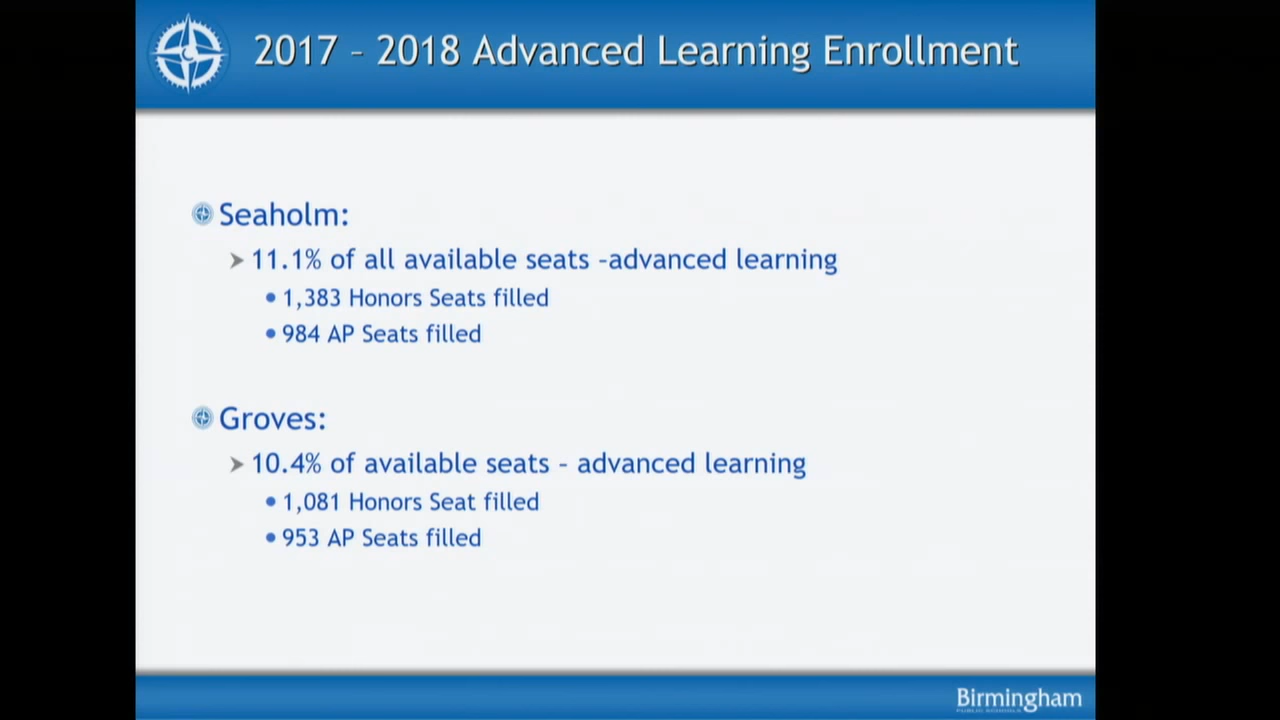 2017 – 2018 Advanced Learning Enrollment
Seaholm:
11.1% of all available seats –advanced learning
1,383 Honors Seats filled
984 AP Seats filled
Groves:
10.4% of available seats – advanced learning
1,081 Honors Seat filled
953 AP Seats filled
Birmingham
PUBLIC SCHOOLS